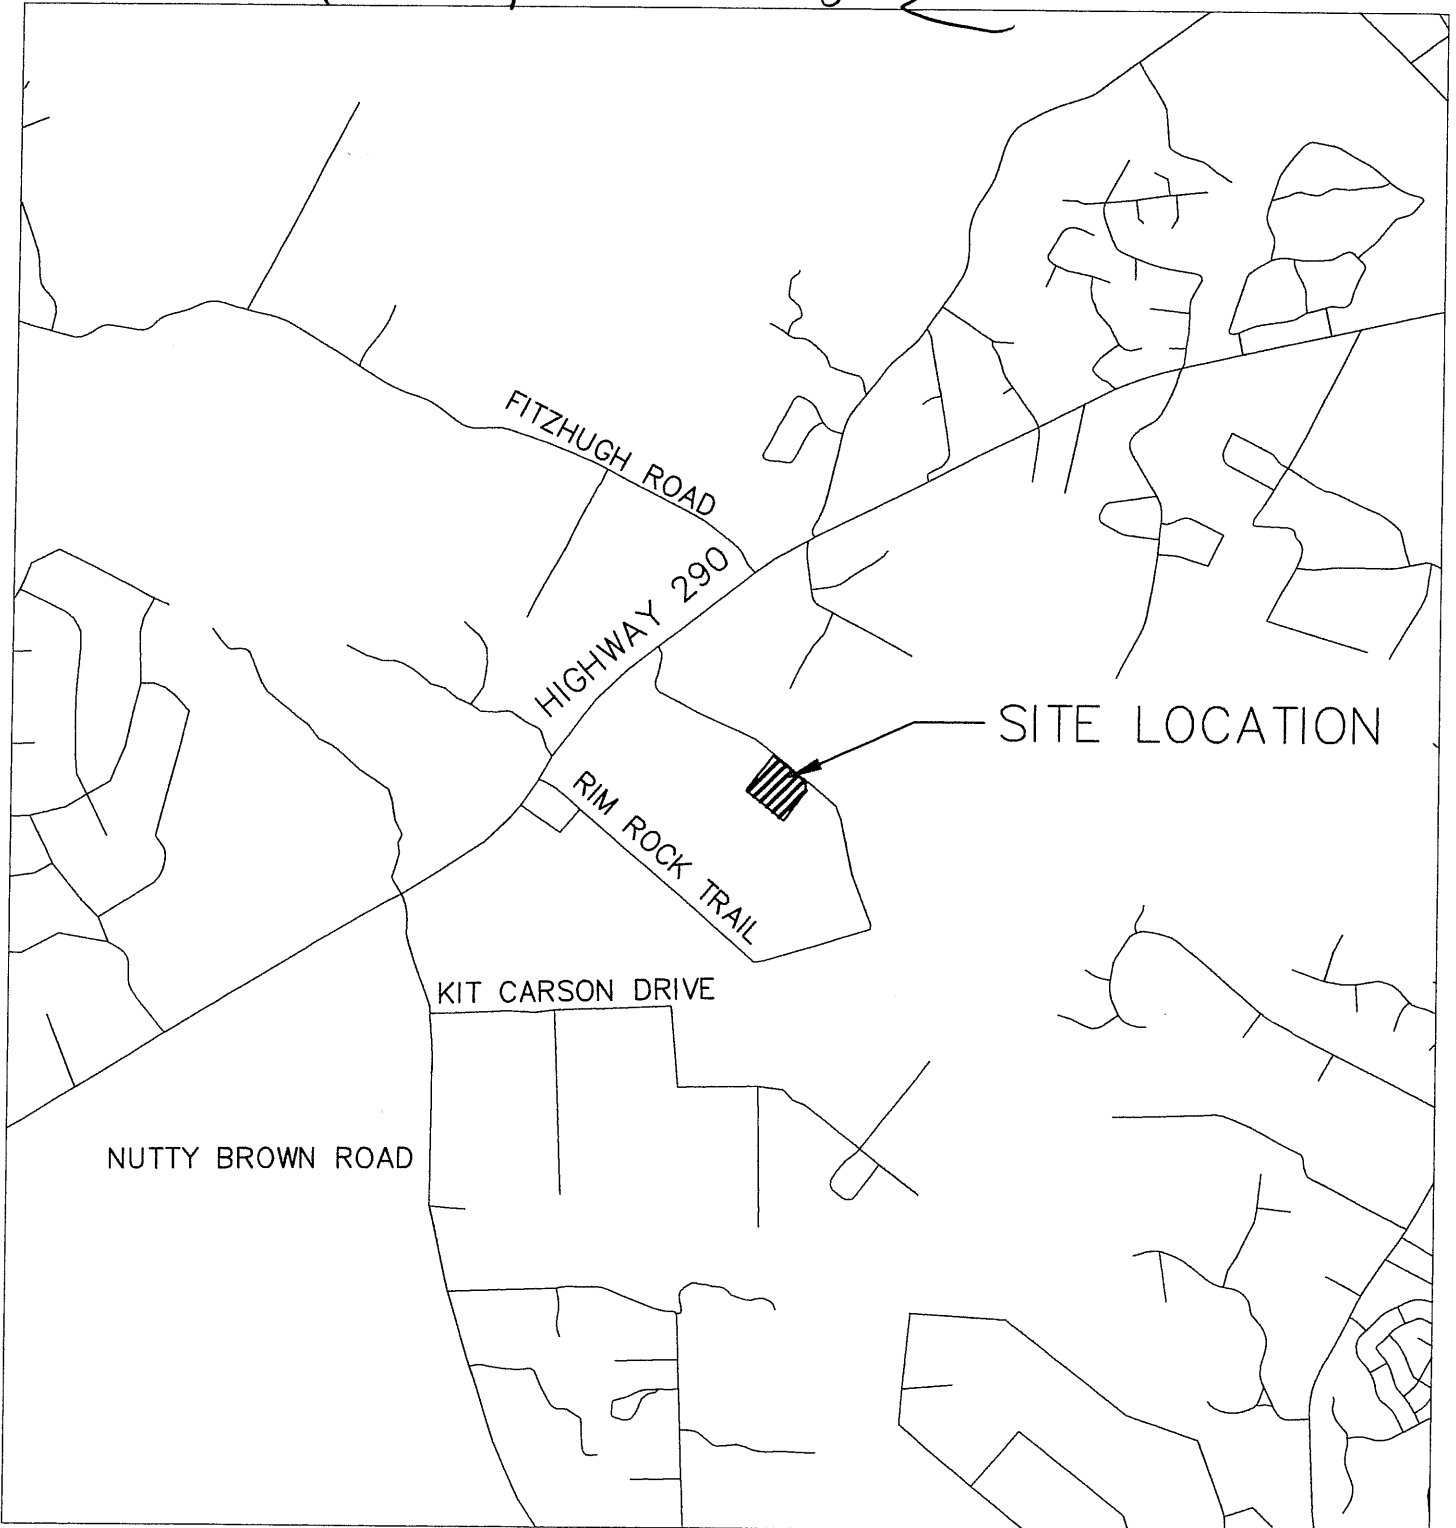 FITZHUGH ROAD
HIGHWAY 290
SITE LOCATION
RIM ROCK TRAIL
KIT CARSON DRIVE
NUTTY BROWN ROAD